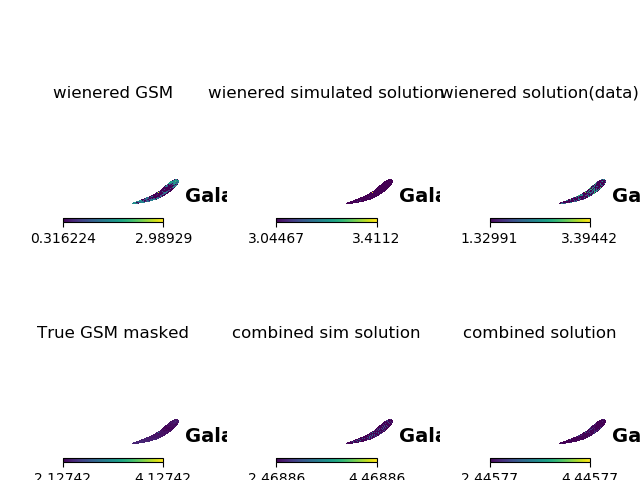 wienered GSM wienered simulated solution wienered solution(data)
Gala Gala Ga
0.316224 2.98929 3.04467 3.4112 1.32991 3.39442
True GSM masked combined sim solution combined solution
Gala Gala Ga
2.12742 4.12742 2.46886 4.46886 2.44577 4.44577